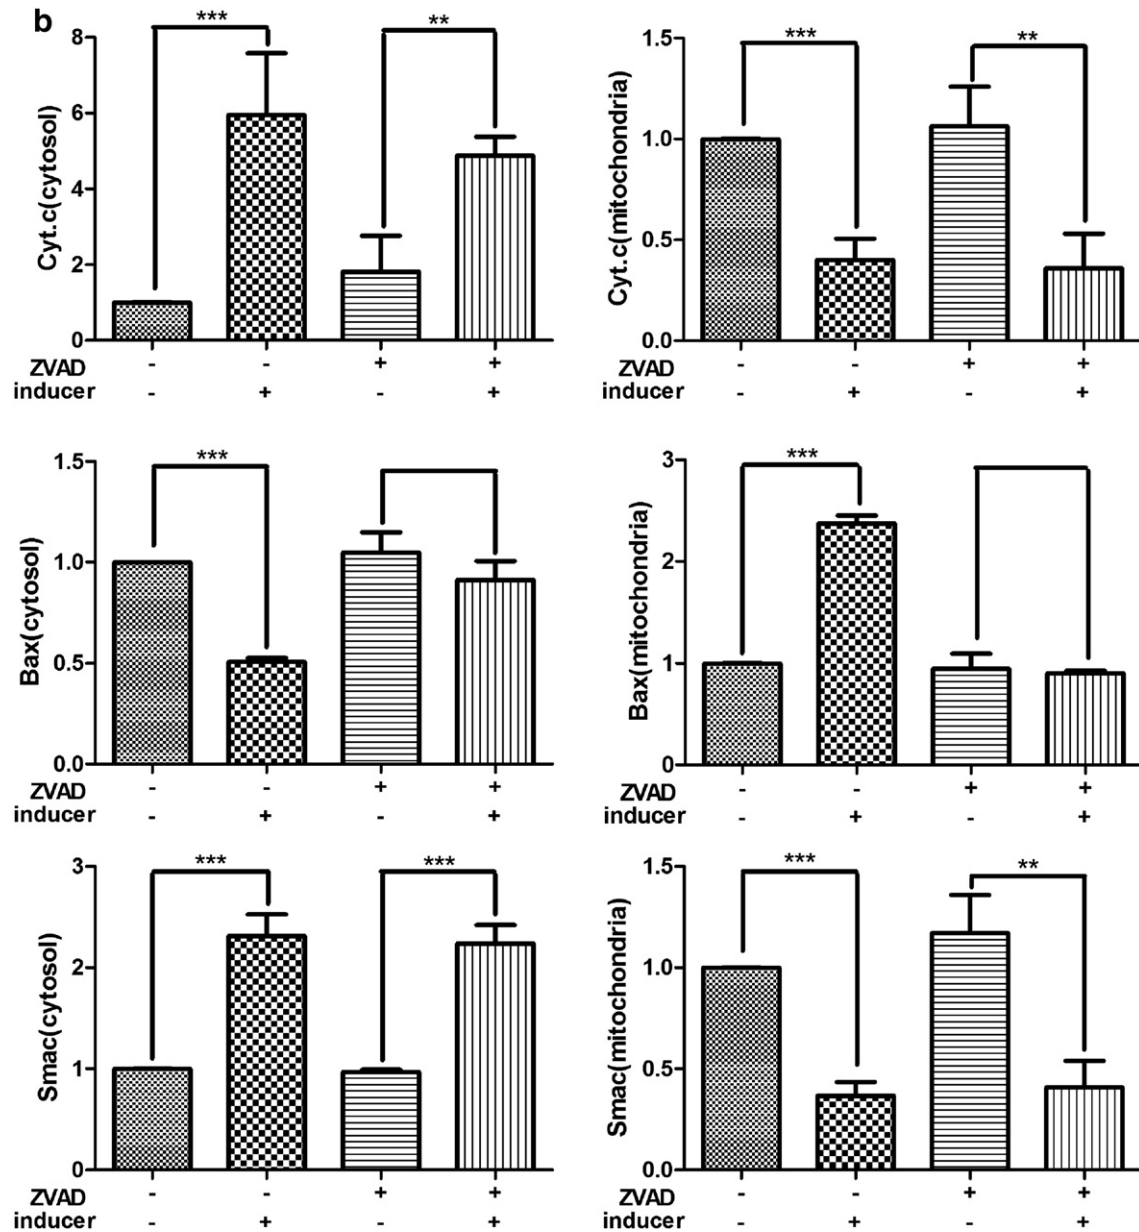 b
*** **
8
6
4
2
0
Cyt.c(cytosol)
ZVAD - - + +
inducer - + - +
*** **
1.5
1.0
0.5
0.0
Cyt.c(mitochondria)
ZVAD - - + +
inducer - + - +
***
1.5
1.0
0.5
0.0
Bax(cytosol)
ZVAD - - + +
inducer - + - +
***
3
2
1
0
Bax(mitochondria)
ZVAD - - + +
inducer - + - +
*** ***
3
2
1
0
Smac(cytosol)
ZVAD - - + +
inducer - + - +
*** **
1.5
1.0
0.5
0.0
Smac(mitochondria)
ZVAD - - + +
inducer - + - +